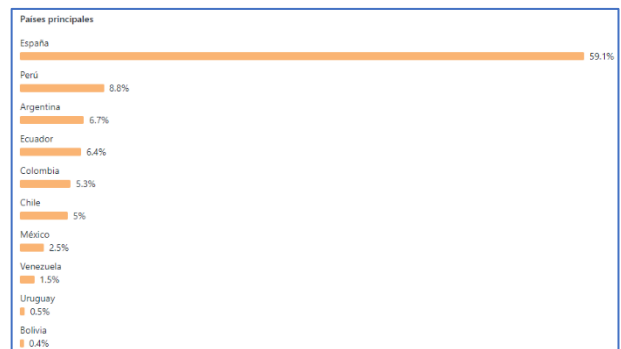 Países principales
España
59.1%
Perú
8.8%
Argentina
6.7%
Ecuador
6.4%
Colombia
5.3%
Chile
5%
México
2.5%
Venezuela
1.5%
Uruguay
0.5%
Bolivia
0.4%